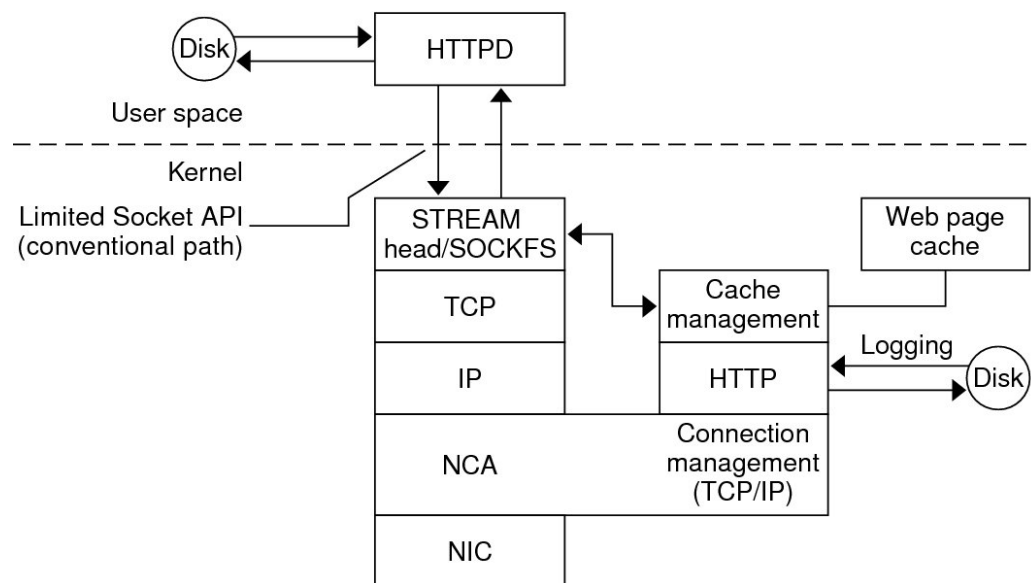 Disk
HTTPD
User space
Kernel
Limited Socket API
(conventional path)
STREAM
head/SOCKFS
Web page
cache
TCP
Cache
management
IP
HTTP
Logging
Disk
NCA
Connection
management
(TCP/IP)
NIC